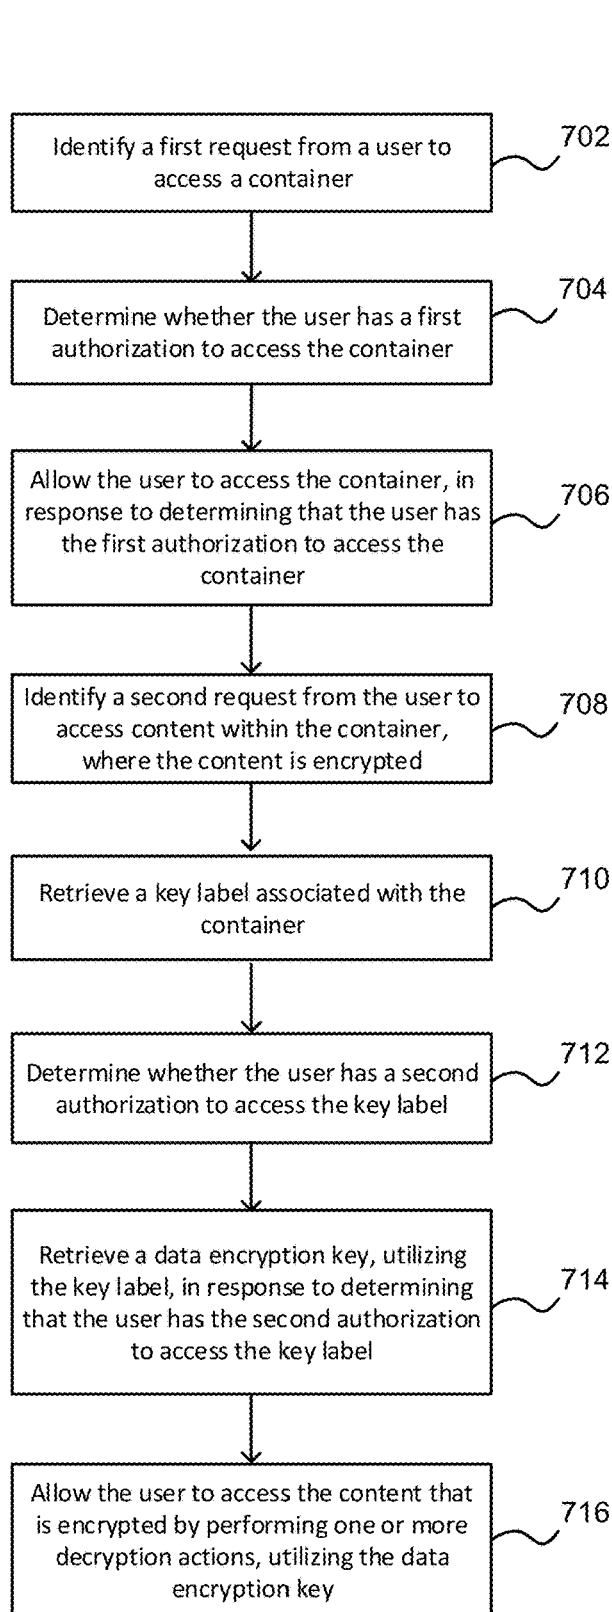 Identify a first request from a user to
access a container
702
Determine whether the user has a first
authorization to access the container
704
Allow the user to access the container, in
response to determining that the user has
the first authorization to access the
container
706
Identify a second request from the user to
access content within the container,
where the content is encrypted
708
Retrieve a key label associated with the
container
710
Determine whether the user has a second
authorization to access the key label
712
Retrieve a data encryption key, utilizing
the key label, in response to determining
that the user has the second authorization
to access the key label
714
Allow the user to access the content that
is encrypted by performing one or more
decryption actions, utilizing the data
encryption key
716